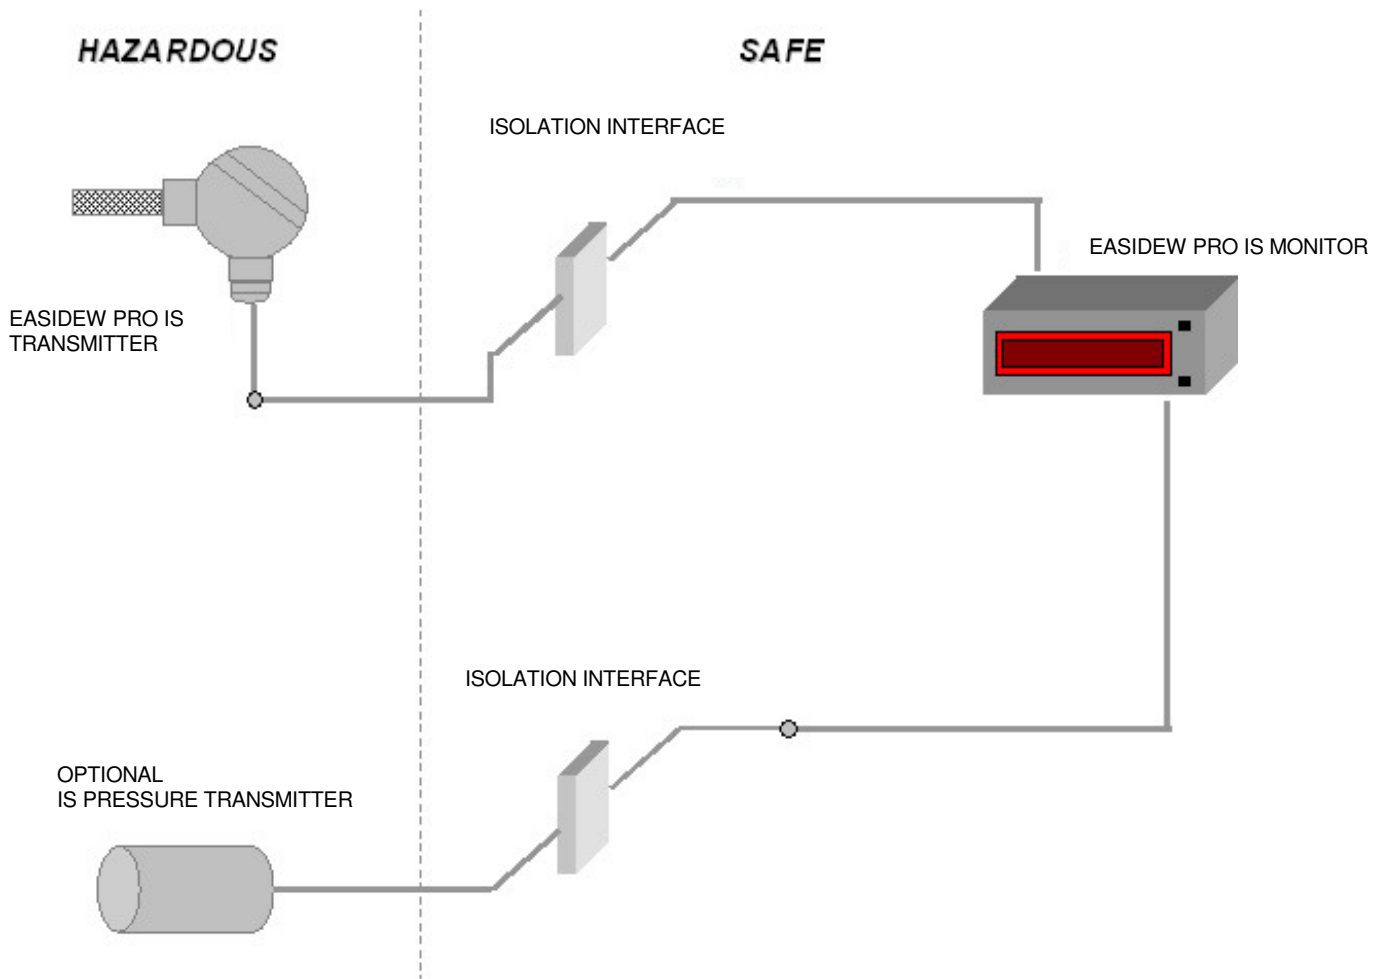 HAZARDOUS
SAFE
ISOLATION INTERFACE
EASIDEW PRO IS MONITOR
EASIDEW PRO IS
TRANSMITTER
ISOLATION INTERFACE
OPTIONAL
IS PRESSURE TRANSMITTER